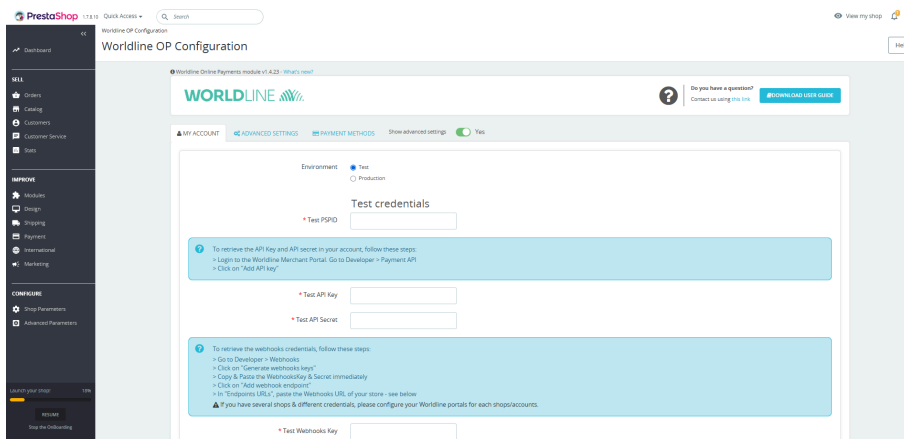 PrestaShop 1.7.8.10 Quick Access Search View my shop
Worldline OP Configuration
Worldline OP Configuration
Dashboard
SELL
Orders
Catalog
Customers
Customer Service
Stats
IMPROVE
Modules
Design
Shipping
Payment
International
Marketing
CONFIGURE
Shop Parameters
Advanced Parameters
Launch your shop! 10%
RESUME
Stop the OnBoarding
Worldline Online Payments module v1.4.23 - What's new?
WORLDLINE
Do you have a question?
Contact us using this link
DOWNLOAD USER GUIDE
MY ACCOUNT ADVANCED SETTINGS PAYMENT METHODS Show advanced settings Yes
Environment Test
Production
Test credentials
* Test PSPID
To retrieve the API Key and API secret in your account, follow these steps:
> Login to the Worldline Merchant Portal. Go to Developer > Payment API
> Click on "Add API key"
* Test API Key
* Test API Secret
To retrieve the webhooks credentials, follow these steps:
> Go to Developer > Webhooks
> Click on "Generate webhooks keys"
> Copy & Paste the WebhooksKey & Secret immediately
> Click on "Add webhook endpoint"
> In "Endpoints URLs", paste the Webhooks URL of your store - see below
If you have several shops & different credentials, please configure your Worldline portals for each shops/accounts.
* Test Webhooks Key